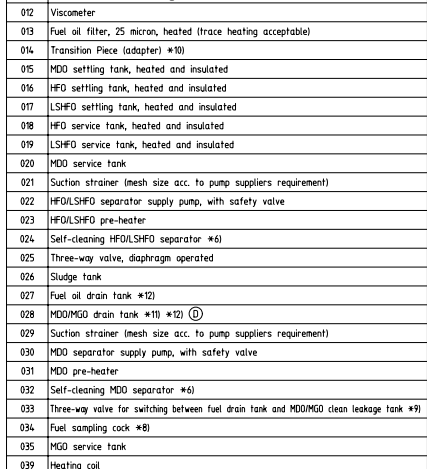 012 Viscometer
013 Fuel oil filter, 25 micron, heated (trace heating acceptable)
014 Transition Piece (adapter) *10)
015 MDO settling tank, heated and insulated
016 HFO settling tank, heated and insulated
017 LSHFO settling tank, heated and insulated
018 HFO service tank, heated and insulated
019 LSHFO service tank, heated and insulated
020 MDO service tank
021 Suction strainer (mesh size acc. to pump suppliers requirement)
022 HFO/LSHFO separator supply pump, with safety valve
023 HFO/LSHFO pre-heater
024 Self-cleaning HFO/LSHFO separator *6)
025 Three-way valve, diaphragm operated
026 Sludge tank
027 Fuel oil drain tank *12)
028 MDO/MGO drain tank *11) *12) D
029 Suction strainer (mesh size acc. to pump suppliers requirement)
030 MDO separator supply pump, with safety valve
031 MDO pre-heater
032 Self-cleaning MDO separator *6)
033 Three-way valve for switching between fuel drain tank and MDO/MGO clean leakage tank *9)
034 Fuel sampling cock *8)
035 MGO service tank
039 Heating coil